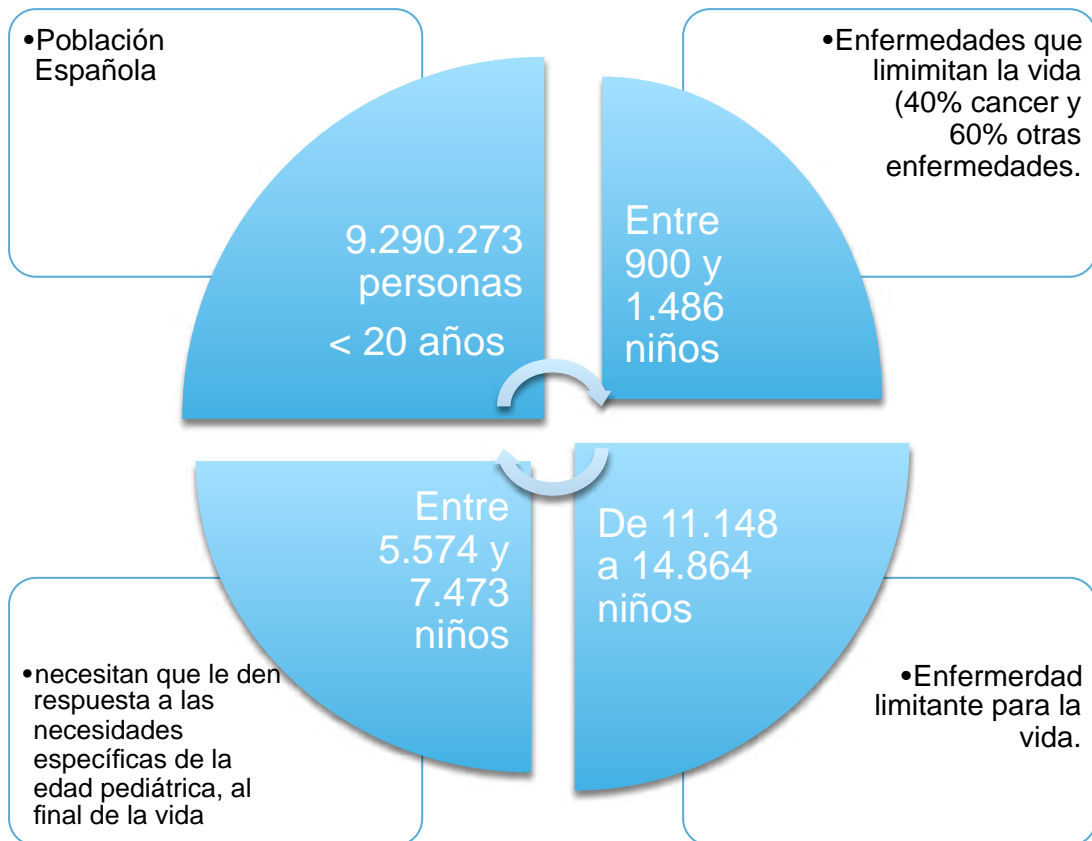 •Población
Española
9.290.273
personas
< 20 años
•Enfermedades que
limimitan la vida
(40% cancer y
60% otras
enfermedades.
Entre
900 y
1.486
niños
De 11.148
a 14.864
niños
•Enfermerdad
limitante para la
vida.
Entre
5.574 y
7.473
niños
•necesitan que le den
respuesta a las
necesidades
específicas de la
edad pediátrica, al
final de la vida